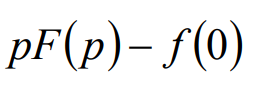 pF(p) – f(0)